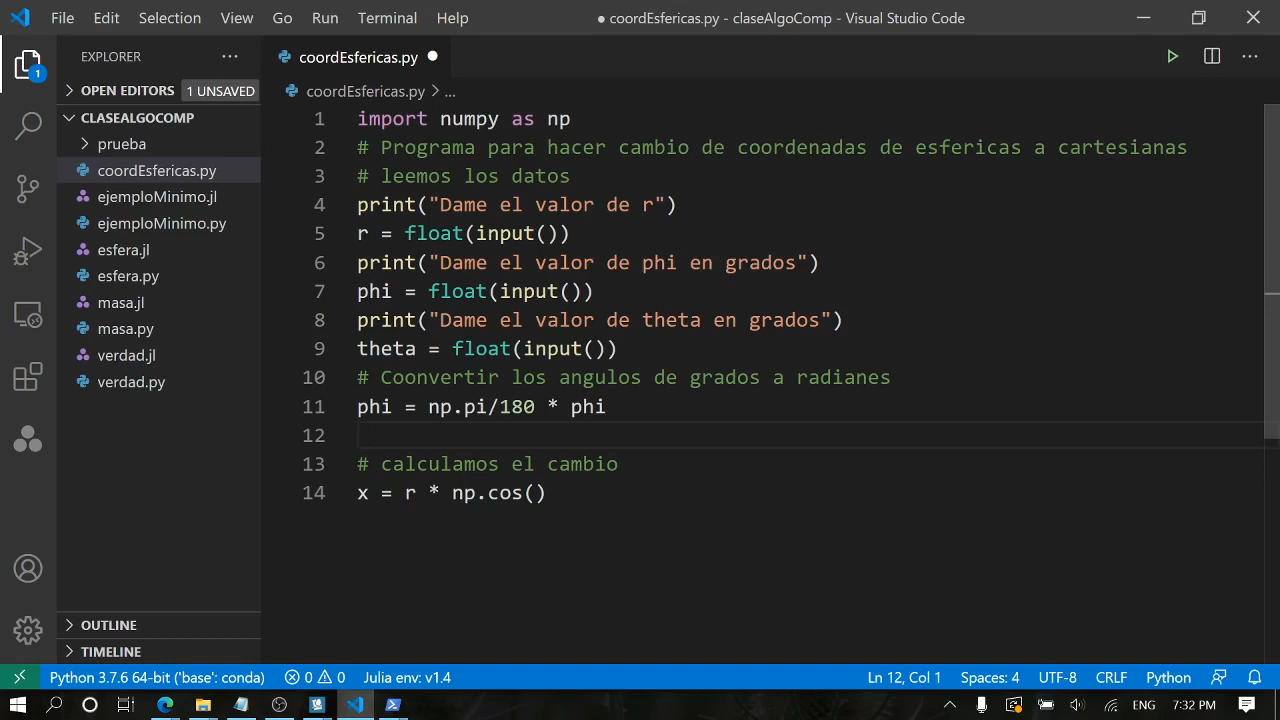 File Edit Selection View Go Run Terminal Help
● coordEsfericas.py - claseAlgoComp - Visual Studio Code
EXPLORER
OPEN EDITORS 1 UNSAVED
CLASEALGOCOMP
prueba
coordEsfericas.py
ejemploMinimo.jl
ejemploMinimo.py
esfera.jl
esfera.py
masa.jl
masa.py
verdad.jl
verdad.py
OUTLINE
TIMELINE
1
coordEsfericas.py
coordEsfericas.py > ...
1 import numpy as np
2 # Programa para hacer cambio de coordenadas de esfericas a cartesianas
3 # leemos los datos
4 print("Dame el valor de r")
5 r = float(input())
6 print("Dame el valor de phi en grados")
7 phi = float(input())
8 print("Dame el valor de theta en grados")
9 theta = float(input())
10 # Coonvertir los angulos de grados a radianes
11 phi = np.pi/180 * phi
12
13 # calculamos el cambio
14 x = r * np.cos()
Python 3.7.6 64-bit ('base': conda) 0 0 Julia env: v1.4 Ln 12, Col 1 Spaces: 4 UTF-8 CRLF Python
ENG 7:32 PM